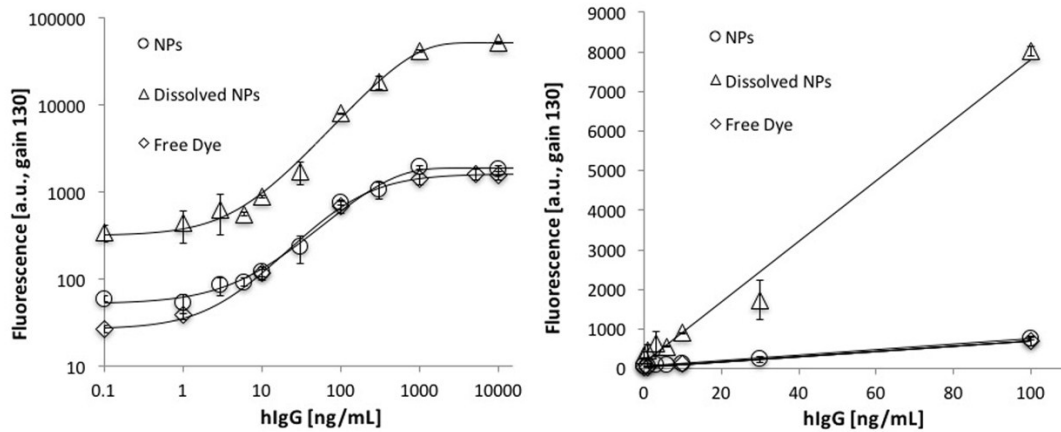 Fluorescence [a.u., gain 130]
100000
10000
1000
100
10
NPs
Dissolved NPs
Free Dye
0.1 1 10 100 1000 10000
hIgG [ng/mL]
Fluorescence [a.u., gain 130]
9000
8000
7000
6000
5000
4000
3000
2000
1000
0
NPs
Dissolved NPs
Free Dye
0 20 40 60 80 100
hIgG [ng/mL]